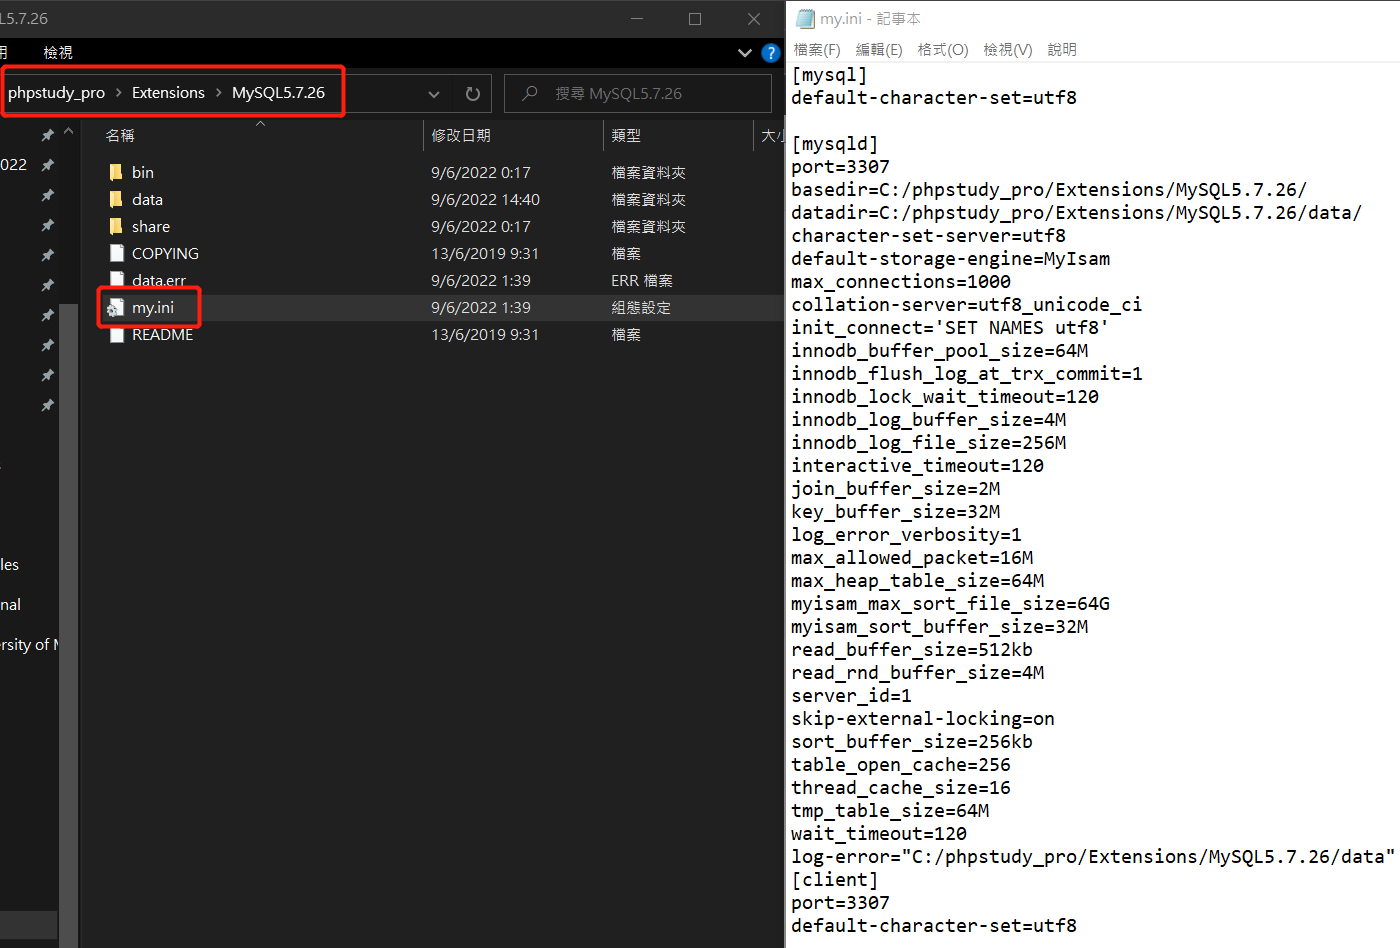 L5.7.26
檢視
phpstudy_pro > Extensions > MySQL5.7.26
搜尋 MySQL5.7.26
名稱 修改日期 類型 大小
022
bin 9/6/2022 0:17 檔案資料夾
data 9/6/2022 14:40 檔案資料夾
share 9/6/2022 0:17 檔案資料夾
COPYING 13/6/2019 9:31 檔案
data.err 9/6/2022 1:39 ERR 檔案
my.ini 9/6/2022 1:39 組態設定
README 13/6/2019 9:31 檔案
les
nal
rsity of M
my.ini - 記事本
檔案(F) 編輯(E) 格式(O) 檢視(V) 說明
[mysql]
default-character-set=utf8
[mysqld]
port=3307
basedir=C:/phpstudy_pro/Extensions/MySQL5.7.26/
datadir=C:/phpstudy_pro/Extensions/MySQL5.7.26/data/
character-set-server=utf8
default-storage-engine=MyIsam
max_connections=1000
collation-server=utf8_unicode_ci
init_connect='SET NAMES utf8'
innodb_buffer_pool_size=64M
innodb_flush_log_at_trx_commit=1
innodb_lock_wait_timeout=120
innodb_log_buffer_size=4M
innodb_log_file_size=256M
interactive_timeout=120
join_buffer_size=2M
key_buffer_size=32M
log_error_verbosity=1
max_allowed_packet=16M
max_heap_table_size=64M
myisam_max_sort_file_size=64G
myisam_sort_buffer_size=32M
read_buffer_size=512kb
read_rnd_buffer_size=4M
server_id=1
skip-external-locking=on
sort_buffer_size=256kb
table_open_cache=256
thread_cache_size=16
tmp_table_size=64M
wait_timeout=120
log-error="C:/phpstudy_pro/Extensions/MySQL5.7.26/data"
[client]
port=3307
default-character-set=utf8